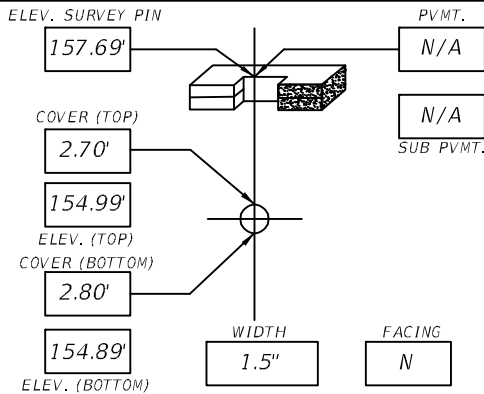 ELEV. SURVEY PIN
157.69'
PVMT.
N/A
N/A
SUB PVMT.
COVER (TOP)
2.70'
154.99'
ELEV. (TOP)
COVER (BOTTOM)
2.80'
154.89'
ELEV. (BOTTOM)
WIDTH
1.5"
FACING
N